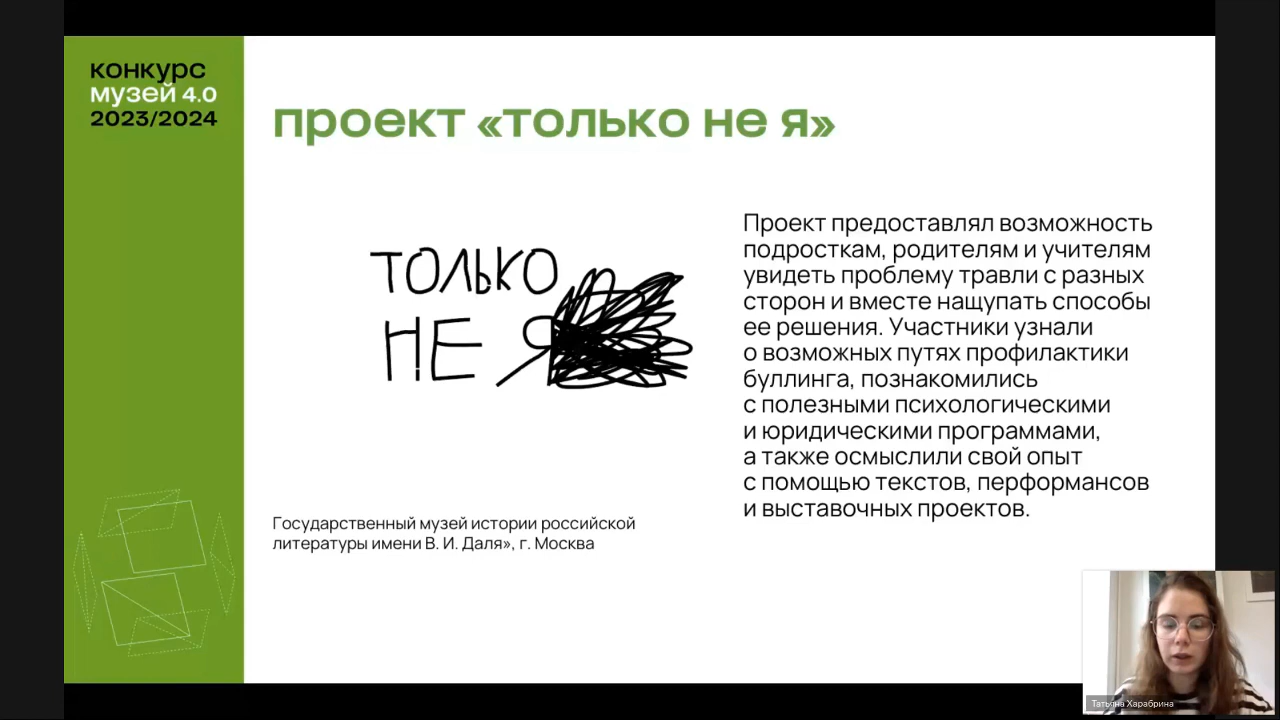 конкурс
музей 4.0
2023/2024
проект «только не я»
ТОЛЬКО
НЕ Я
Проект предоставлял возможность
подросткам, родителям и учителям
увидеть проблему травли с разных
сторон и вместе нащупать способы
ее решения. Участники узнали
о возможных путях профилактики
буллинга, познакомились
с полезными психологическими
и юридическими программами,
а также осмыслили свой опыт
с помощью текстов, перформансов
и выставочных проектов.
Государственный музей истории российской
литературы имени В. И. Даля», г. Москва
Татьяна Харабрина